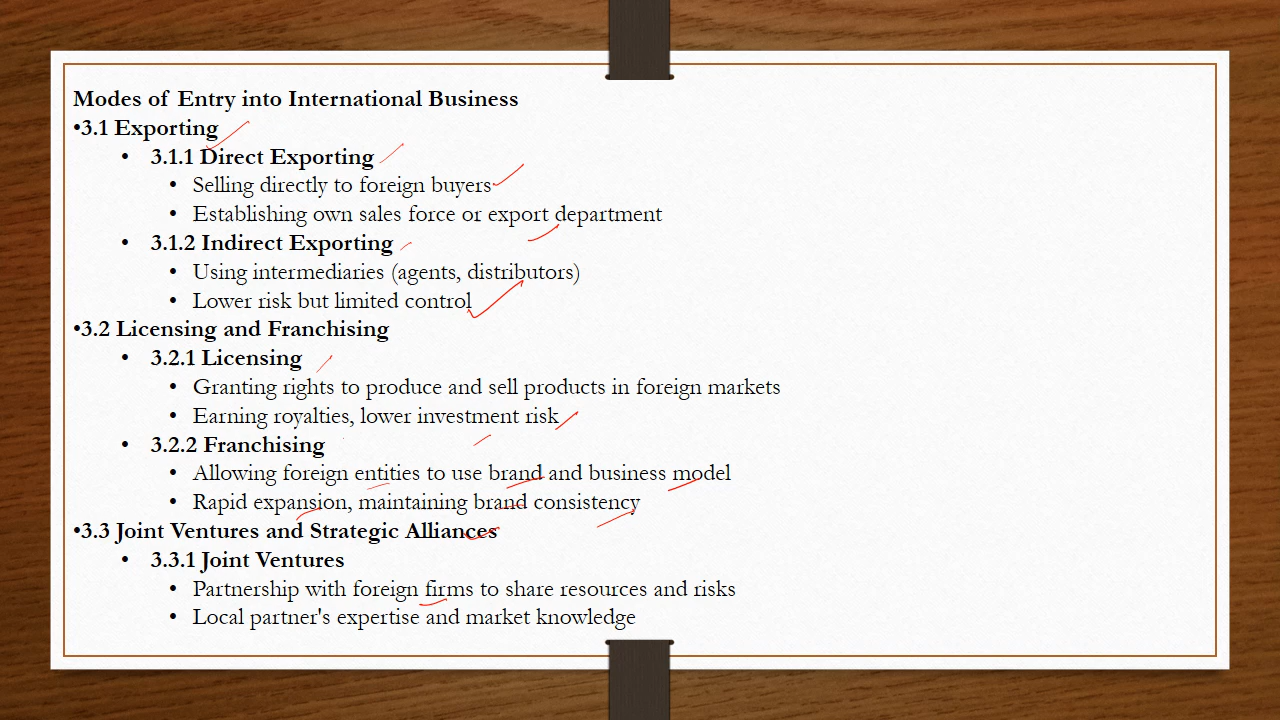 Modes of Entry into International Business
•3.1 Exporting
• 3.1.1 Direct Exporting
• Selling directly to foreign buyers
• Establishing own sales force or export department
• 3.1.2 Indirect Exporting
• Using intermediaries (agents, distributors)
• Lower risk but limited control
•3.2 Licensing and Franchising
• 3.2.1 Licensing
• Granting rights to produce and sell products in foreign markets
• Earning royalties, lower investment risk
• 3.2.2 Franchising
• Allowing foreign entities to use brand and business model
• Rapid expansion, maintaining brand consistency
•3.3 Joint Ventures and Strategic Alliances
• 3.3.1 Joint Ventures
• Partnership with foreign firms to share resources and risks
• Local partner's expertise and market knowledge